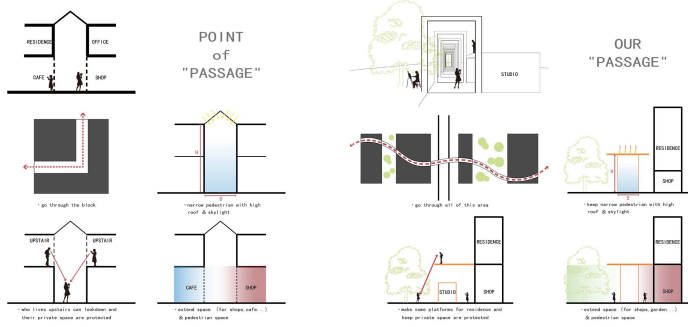 POINT
of
"PASSAGE"
RESIDENCE
OFFICE
CAFE
SHOP
・go through the block
H
D
・narrow pedestrian with high
roof & skylight
UPSTAIR
UPSTAIR
・who lives upstairs can lookdown and
their private space are protected
CAFE
SHOP
・extend space (for shops,cafe...)
& pedestrian space
OUR
"PASSAGE"
STUDIO
・go through all of this area
RESIDENCE
SHOP
H
D
・keep narrow pedestrian with high
roof & skylight
RESIDENCE
STUDIO
SHOP
・make some platforms for residence and
keep private space are protected
RESIDENCE
SHOP
・extend space (for shops,garden...)
& pedestrian space